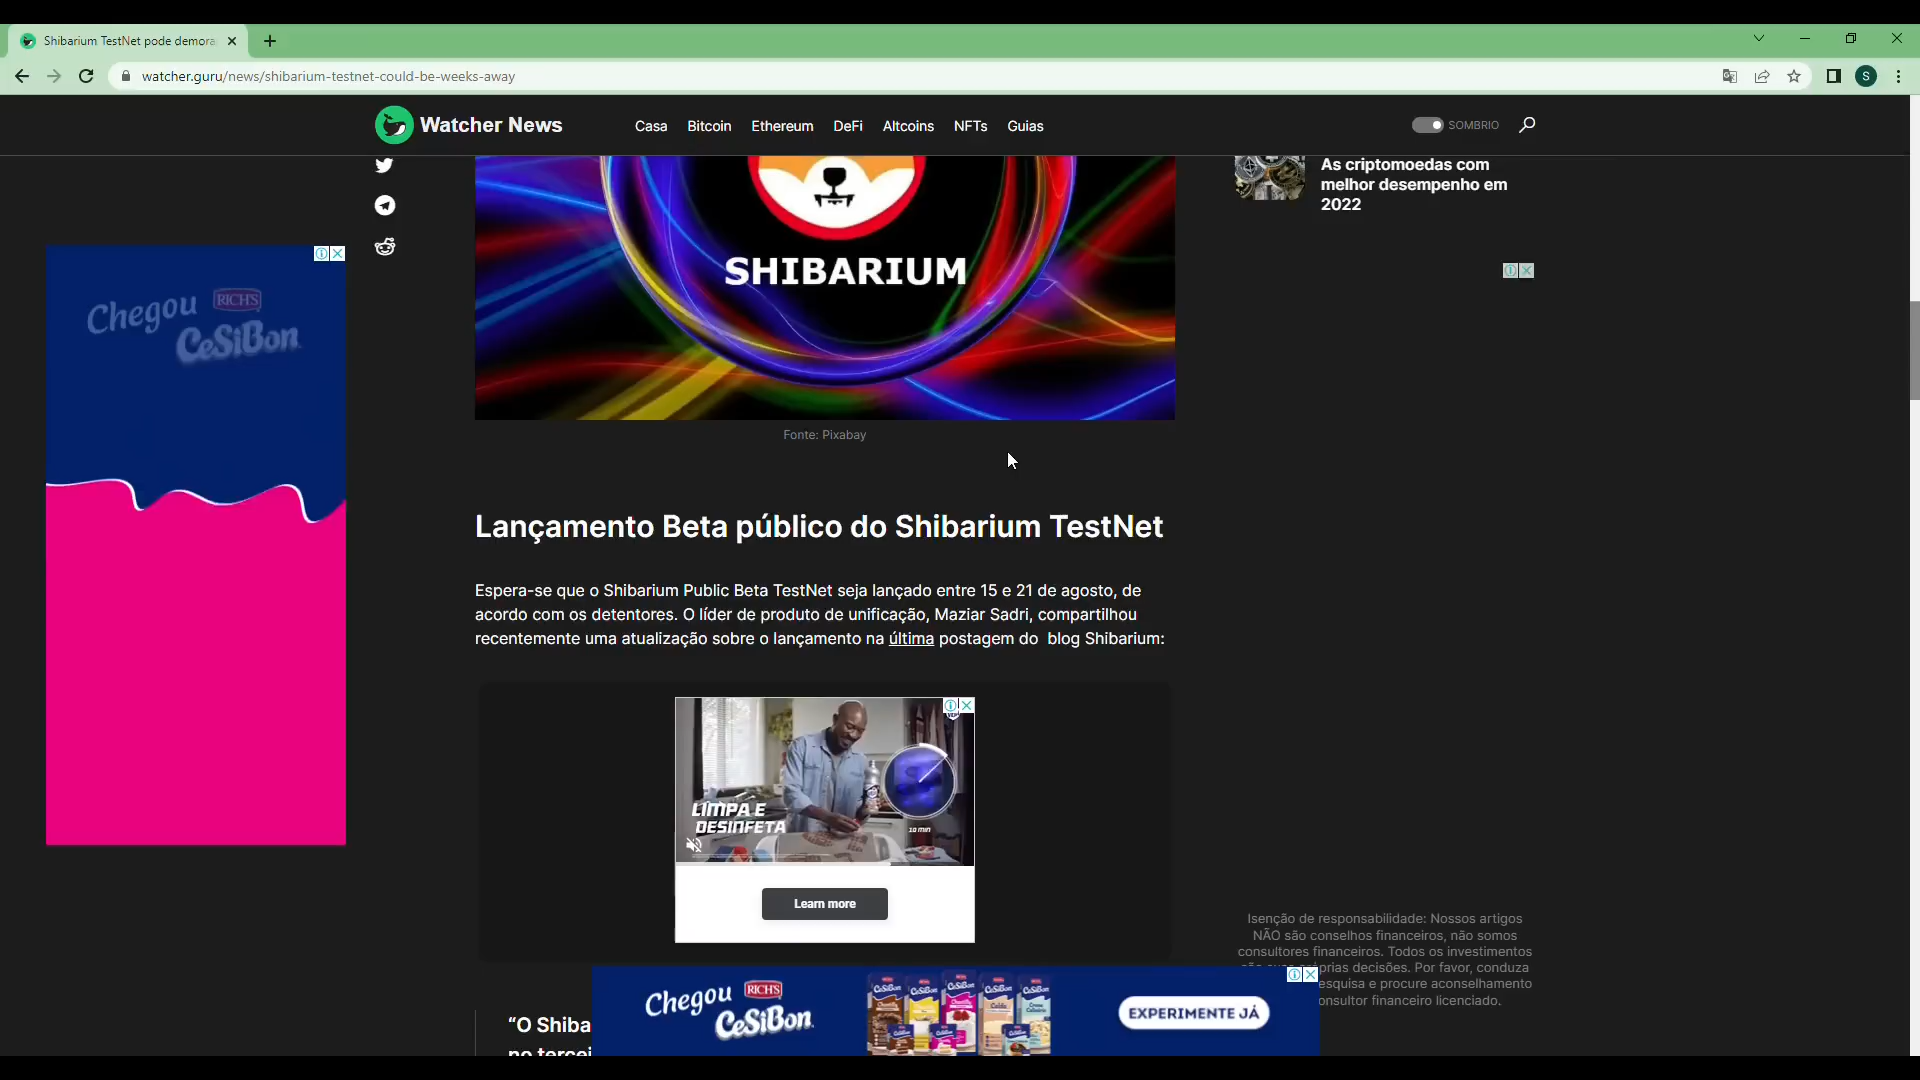 Shibarium TestNet pode demora
watcher.guru/news/shibarium-testnet-could-be-weeks-away
S
Watcher News
Casa
Bitcoin
Ethereum
DeFi
Altcoins
NFTs
Guias
SOMBRIO
As criptomoedas com
melhor desempenho em
2022
SHIBARIUM
Fonte: Pixabay
Chegou
RICH'S
CeSiBon
Lançamento Beta público do Shibarium TestNet
Espera-se que o Shibarium Public Beta TestNet seja lançado entre 15 e 21 de agosto, de
acordo com os detentores. O líder de produto de unificação, Maziar Sadri, compartilhou
recentemente uma atualização sobre o lançamento na última postagem do blog Shibarium:
LIMPA E
DESINFETA
10 MIN
Learn more
Isenção de responsabilidade: Nossos artigos
NÃO são conselhos financeiros, não somos
consultores financeiros. Todos os investimentos
prias decisões. Por favor, conduza
esquisa e procure aconselhamento
onsultor financeiro licenciado.
“O Shiba
no tercei
Chegou
RICH'S
CeSiBon
EXPERIMENTE JÁ